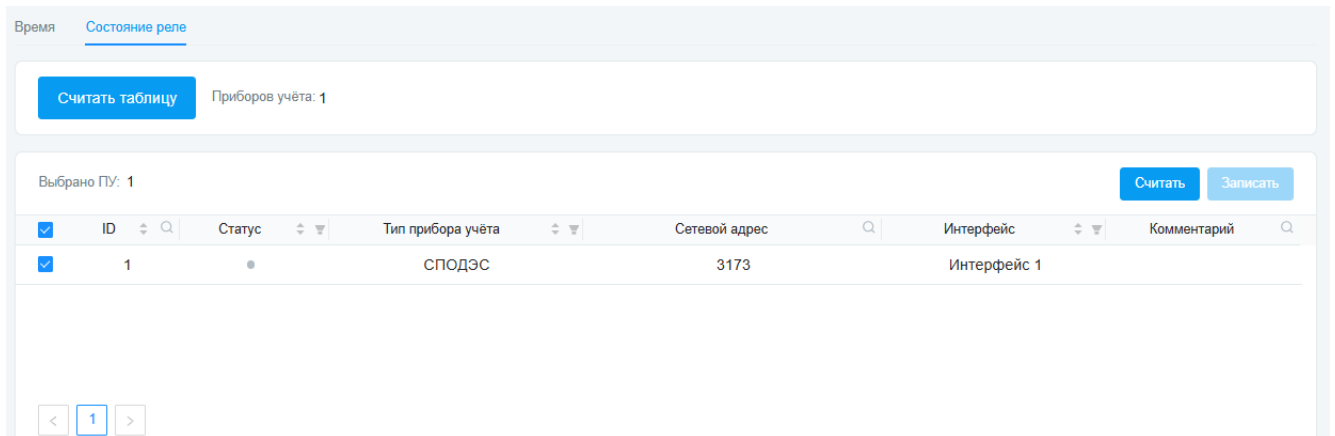 Время Состояние реле
Считать таблицу Приборов учёта: 1
Выбрано ПУ: 1 Считать Записать
ID Статус Тип прибора учёта Сетевой адрес Интерфейс Комментарий
1 СПОДЭС 3173 Интерфейс 1
< 1 >